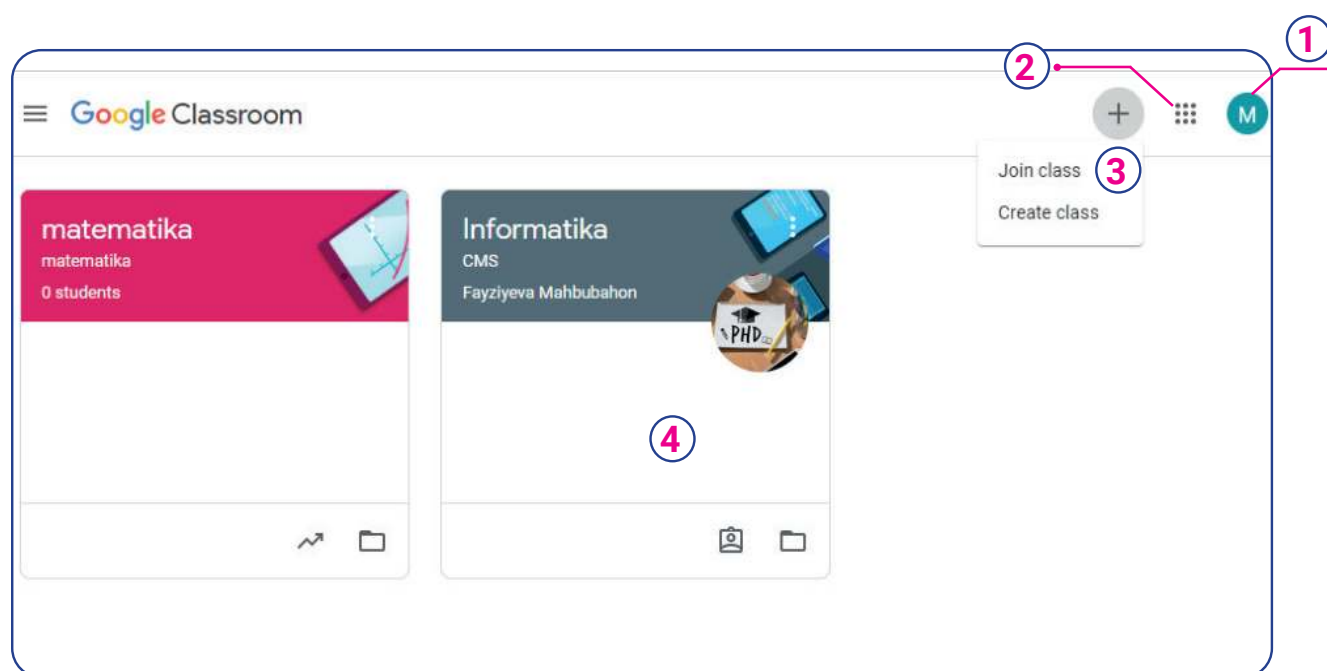 1
2
Google Classroom
+
M
Join class 3
Create class
matematika
matematika
0 students
Informatika
CMS
Fayziyeva Mahbubahon
PHD
4